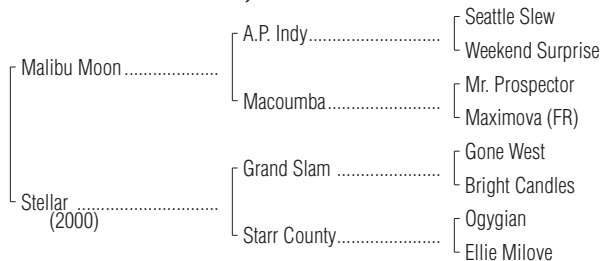 Seattle Slew
A.P. Indy
Weekend Surprise
Malibu Moon
Mr. Prospector
Macoumba
Maximova (FR)
Gone West
Grand Slam
Bright Candles
Stellar
(2000)
Ogygian
Starr County
Ellie Milove